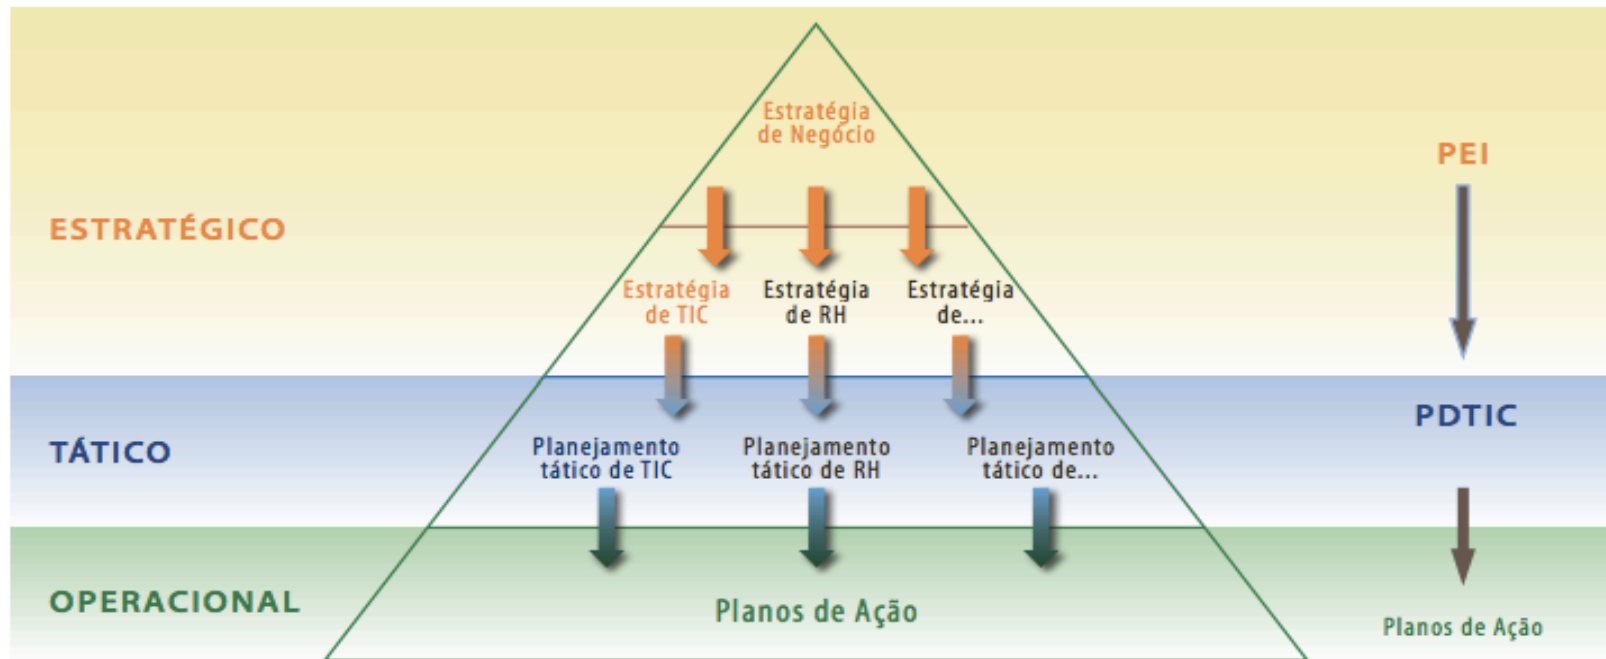 Estratégia
de Negócio
PEI
ESTRATÉGICO
Estratégia
de TIC
Estratégia
de RH
Estratégia
de...
PDTIC
TÁTICO
Planejamento
tático de TIC
Planejamento
tático de RH
Planejamento
tático de...
OPERACIONAL
Planos de Ação
Planos de Ação